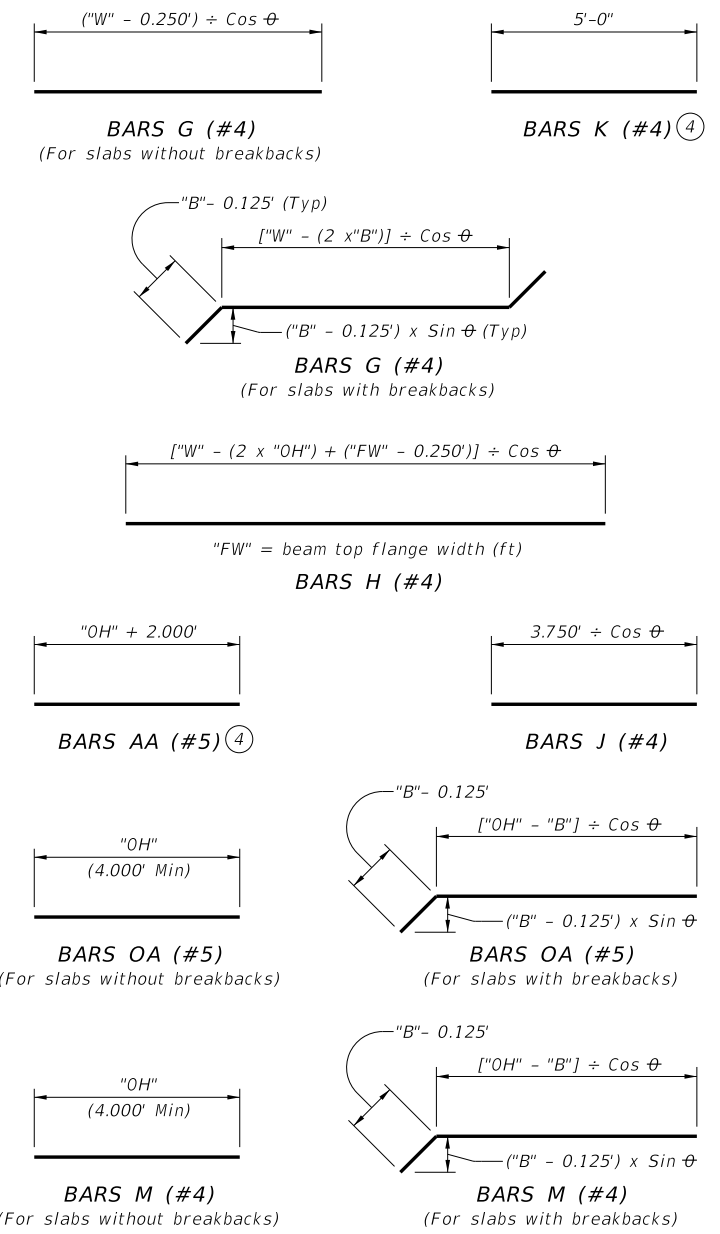 ("W" – 0.250') ÷ Cos θ
5'–0"
BARS G (#4)
(For slabs without breakbacks)
BARS K (#4) 4
"B"– 0.125' (Typ)
["W" – (2 x"B")] ÷ Cos θ
("B" – 0.125') x Sin θ (Typ)
BARS G (#4)
(For slabs with breakbacks)
["W" – (2 x "OH") + ("FW" – 0.250')] ÷ Cos θ
"FW" = beam top flange width (ft)
BARS H (#4)
"OH" + 2.000'
3.750' ÷ Cos θ
BARS AA (#5) 4
BARS J (#4)
"B"– 0.125'
"OH"
(4.000' Min)
["OH" – "B"] ÷ Cos θ
("B" – 0.125') x Sin θ
BARS OA (#5)
(For slabs without breakbacks)
BARS OA (#5)
(For slabs with breakbacks)
"B"– 0.125'
"OH"
(4.000' Min)
["OH" – "B"] ÷ Cos θ
("B" – 0.125') x Sin θ
BARS M (#4)
(For slabs without breakbacks)
BARS M (#4)
(For slabs with breakbacks)